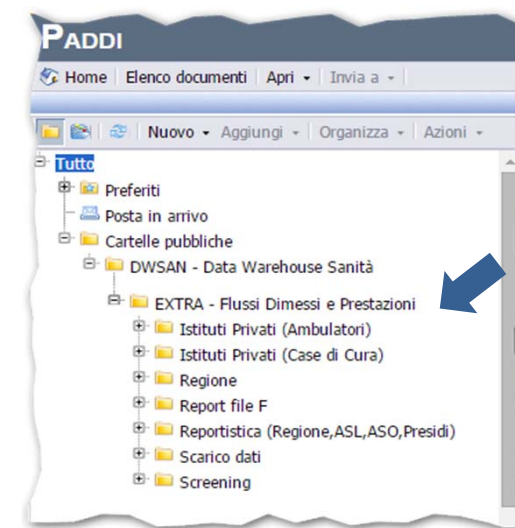 PADDI
Home Elenco documenti Apri Invia a
Nuovo Aggiungi Organizza Azioni
Tutto
Preferiti
Posta in arrivo
Cartelle pubbliche
DWSAN - Data Warehouse Sanità
EXTRA - Flussi Dimessi e Prestazioni
Istituti Privati (Ambulatori)
Istituti Privati (Case di Cura)
Regione
Report file F
Reportistica (Regione,ASL,ASO,Presidi)
Scarico dati
Screening